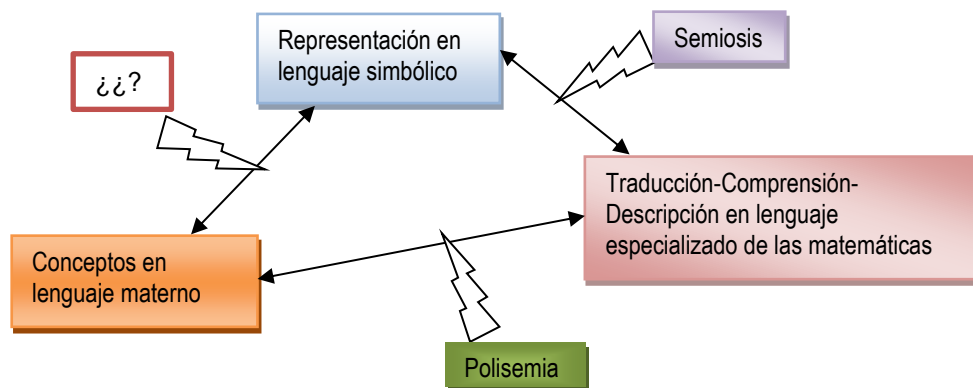 Representación en
lenguaje simbólico
Semiosis
¿¿?
Traducción-Comprensión-
Descripción en lenguaje
especializado de las matemáticas
Conceptos en
lenguaje materno
Polisemia